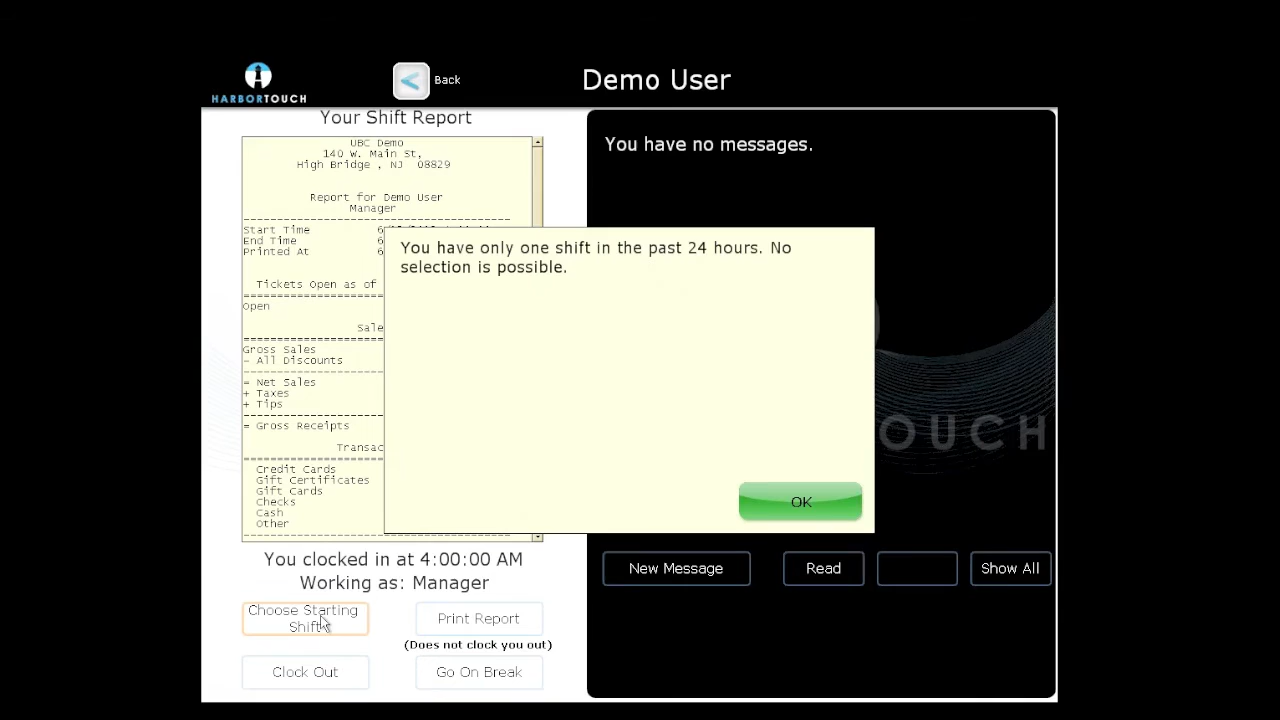 HARBORTOUCH
Back
Demo User
Your Shift Report
UBC Demo
140 W. Main St,
High Bridge , NJ 08829
Report for Demo User
Manager
Start Time 6
End Time 6
Printed At 6
Tickets Open as of
Open
Sale
Gross Sales
- All Discounts
= Net Sales
+ Taxes
+ Tips
= Gross Receipts
Transac
Credit Cards
Gift Certificates
Gift Cards
Checks
Cash
Other
You clocked in at 4:00:00 AM
Working as: Manager
Choose Starting
Shift
Print Report
(Does not clock you out)
Clock Out
Go On Break
You have no messages.
You have only one shift in the past 24 hours. No
selection is possible.
OK
OUCH
New Message
Read
Show All